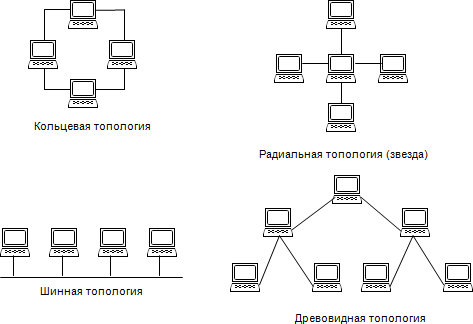 Кольцевая топология
Радиальная топология (звезда)
Шинная топология
Древовидная топология